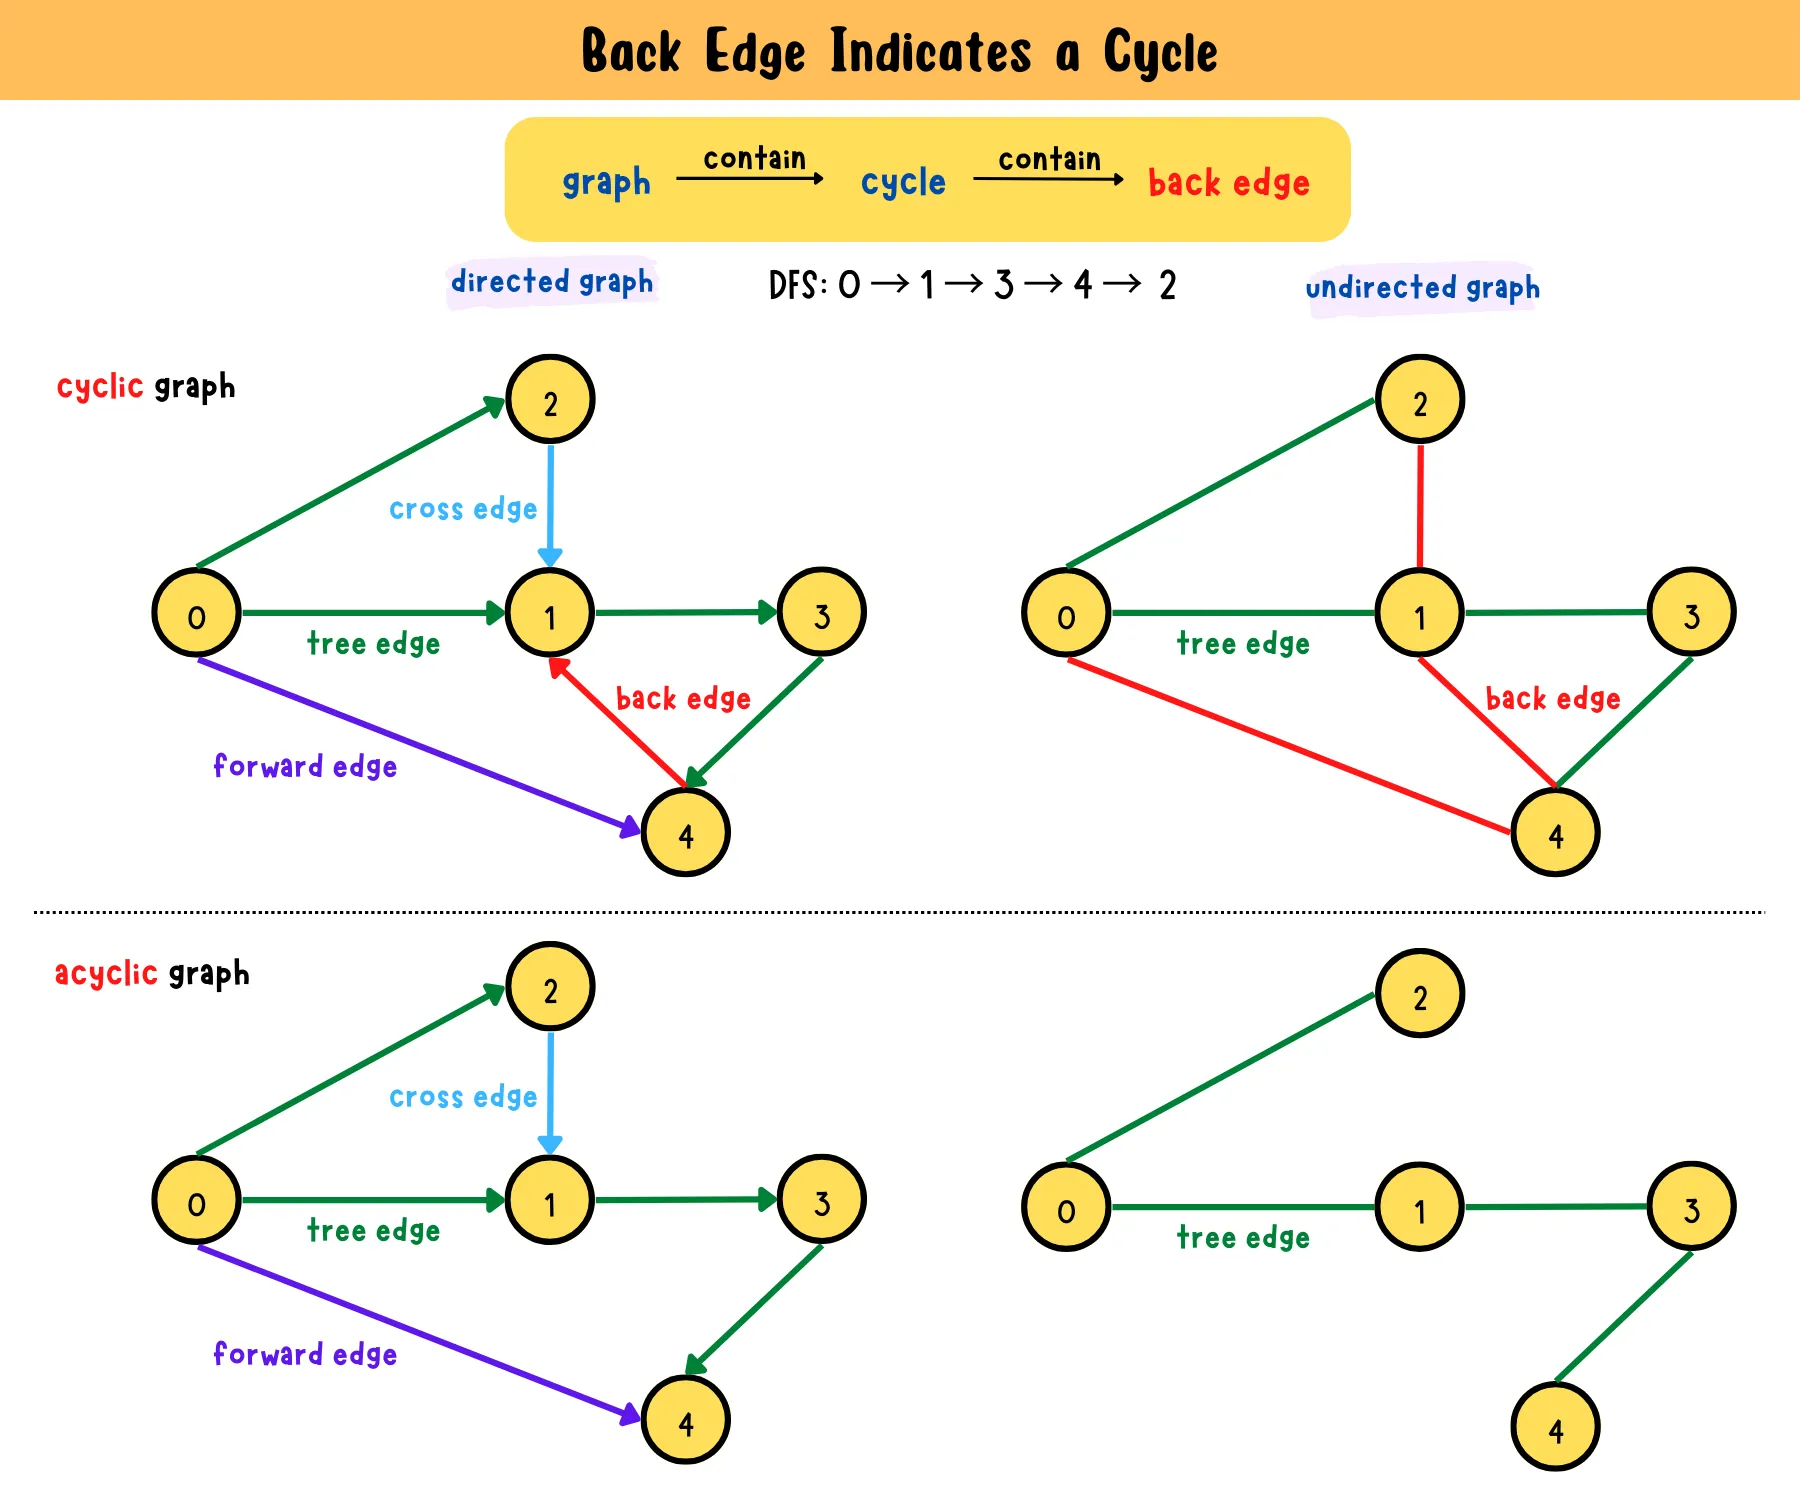 Back Edge Indicates a Cycle
contain contain
graph cycle back edge
directed graph DFS: 0 → 1 → 3 → 4 → 2 undirected graph
cyclic graph
2
cross edge
0 1 3
tree edge
back edge
forward edge
4
2
0 1 3
tree edge
back edge
4
acyclic graph
2
cross edge
0 1 3
tree edge
forward edge
4
2
0 1 3
tree edge
4